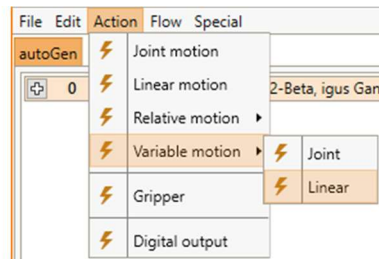 File Edit Action Flow Special
autoGen
Joint motion
0
Linear motion
2-Beta, igus Gan
Relative motion
Variable motion
Joint
Linear
Gripper
Digital output